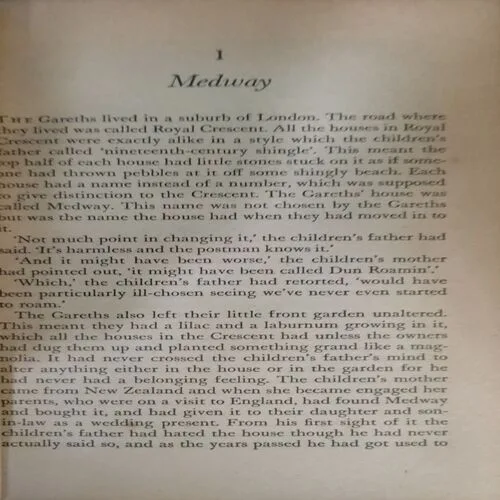 1
Medway
THE Gareths lived in a suburb of London. The road where
they lived was called Royal Crescent. All the houses in Royal
Crescent were exactly alike in a style which the children's
father called 'nineteenth-century shingle'. This meant the
top half of each house had little stones stuck on it as if some-
one had thrown pebbles at it off some shingly beach. Each
house had a name instead of a number, which was supposed
to give distinction to the Crescent. The Gareths' house was
called Medway. This name was not chosen by the Gareths
but was the name the house had when they had moved in to
it.
'Not much point in changing it,' the children's father had
said. 'It's harmless and the postman knows it.'
'And it might have been worse,' the children's mother
had pointed out, 'it might have been called Dun Roamin'.'
'Which,' the children's father had retorted, 'would have
been particularly ill-chosen seeing we've never even started
to roam.'
The Gareths also left their little front garden unaltered.
This meant they had a lilac and a laburnum growing in it,
which all the houses in the Crescent had unless the owners
had dug them up and planted something grand like a mag-
nolia. It had never crossed the children's father's mind to
alter anything either in the house or in the garden for he
had never had a belonging feeling. The children's mother
came from New Zealand and when she became engaged her
parents, who were on a visit to England, had found Medway
and bought it, and had given it to their daughter and son-
in-law as a wedding present. From his first sight of it the
children's father had hated the house though he had never
actually said so, and as the years passed he had got used to